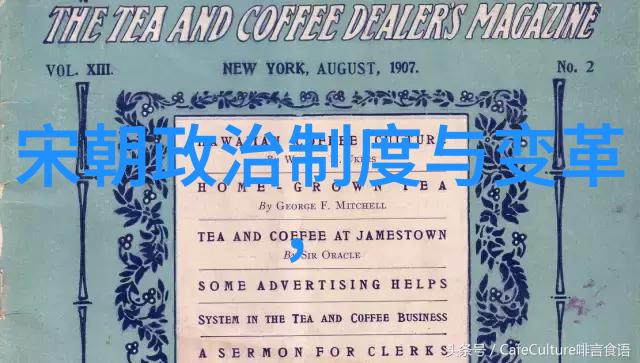 THE TEA AND COFFEE DEALER'S MAGAZINE
VOL. XIII. NEW YORK, AUGUST, 1907. No. 2
宋朝政治制度与变革
HAWAIIAN COFFEE
HOME-GROWN TEA
By GEORGE F. MITCHELL
TEA AND COFFEE AT JAMESTOWN
,
By SIR ORACLE
SOME ADVERTISING HELPS
SYSTEM IN THE TEA AND COFFEE BUSINESS
A SERMON FOR CLERKS
头条号 / CafeCulture啡言食语